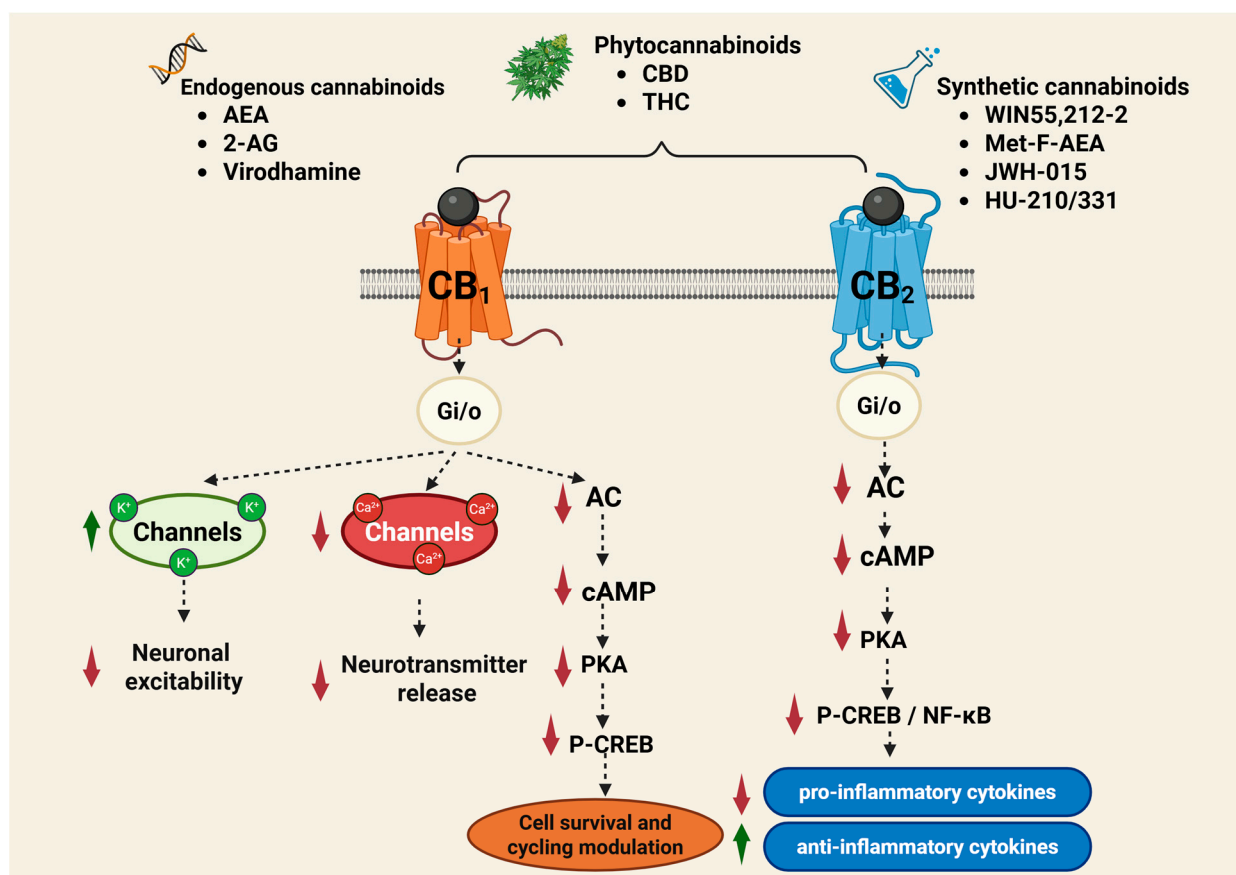 Endogenous cannabinoids
• AEA
• 2-AG
• Virodhamine
Phytocannabinoids
• CBD
• THC
Synthetic cannabinoids
• WIN55,212-2
• Met-F-AEA
• JWH-015
• HU-210/331
CB₁
CB₂
Gi/o
Gi/o
K⁺
K⁺
Channels
K⁺
Neuronal
excitability
Ca²⁺
Ca²⁺
Channels
Ca²⁺
Neurotransmitter
release
AC
cAMP
PKA
P-CREB
Cell survival and
cycling modulation
AC
cAMP
PKA
P-CREB / NF-κB
pro-inflammatory cytokines
anti-inflammatory cytokines